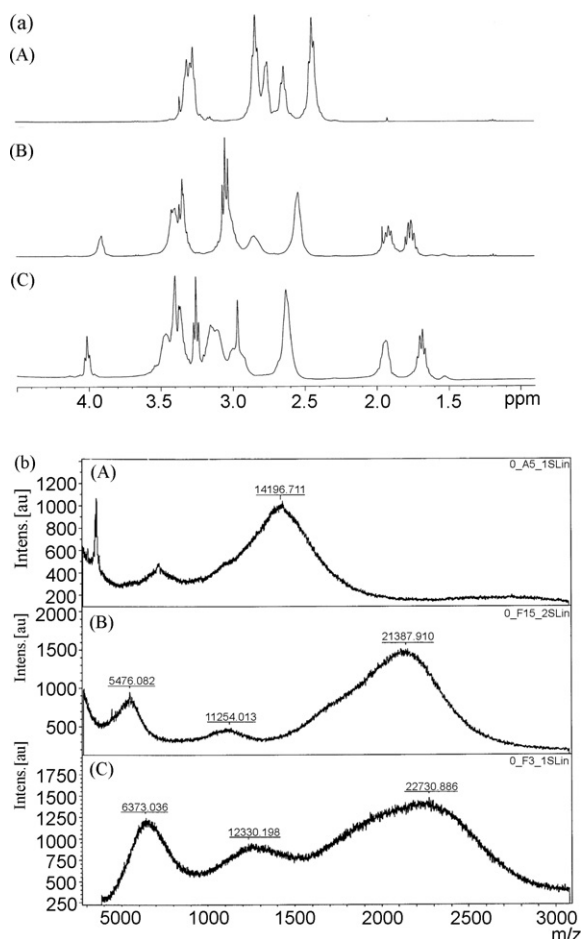 (a)
(A)
(B)
(C)
4.0 3.5 3.0 2.5 2.0 1.5 ppm
(b)
(A) 0_A5_1SLin
14196.711
1200
1000
800
600
400
200
Intens.[au]
(B) 0_F15_2SLin
21387.910
5476.082
11254.013
2000
1500
1000
500
Intens.[au]
(C) 0_F3_1SLin
22730.886
6373.036
12330.198
1750
1500
1250
1000
750
500
250
Intens.[au]
5000 1000 1500 2000 2500 3000
m/z